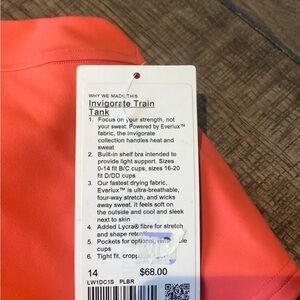 WHY WE MADE THIS
Invigorate Train
Tank
1. Focus on your strength, not
your sweat. Powered by Everlux™
fabric, the Invigorate
collection handles heat and
sweat
2. Built-in shelf bra intended to
provide light support. Sizes
0-14 fit B/C cups, sizes 16-20
fit D/DD cups
3. Our fastest drying fabric,
Everlux™ is ultra-breathable,
four-way stretch, and wicks
away sweat. It feels soft on
the outside and cool and sleek
next to skin
4. Added Lycra® fibre for stretch
and shape
5. Pockets for optional,
cups
6. Tight fit,
14 $68.00
LW1DC1S PLBR